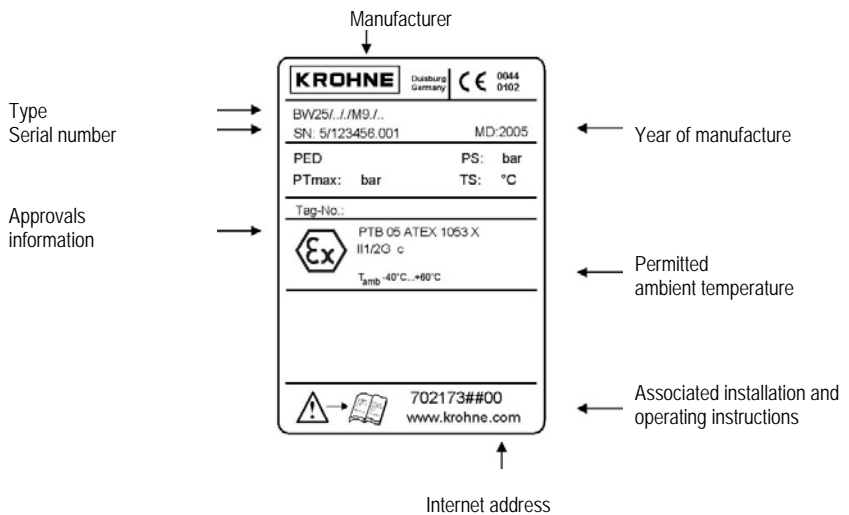 Manufacturer
KROHNE
Duisburg
Germany
CE 0044
0102
Type
BW25/../../M9./..
Serial number
SN: 5/123456.001 MD:2005
Year of manufacture
PED PS: bar
PTmax: bar TS: °C
Tag-No.:
Approvals
information
Ex
PTB 05 ATEX 1053 X
II1/2G c
Tamb -40°C...+60°C
Permitted
ambient temperature
702173##00
www.krohne.com
Associated installation and
operating instructions
Internet address